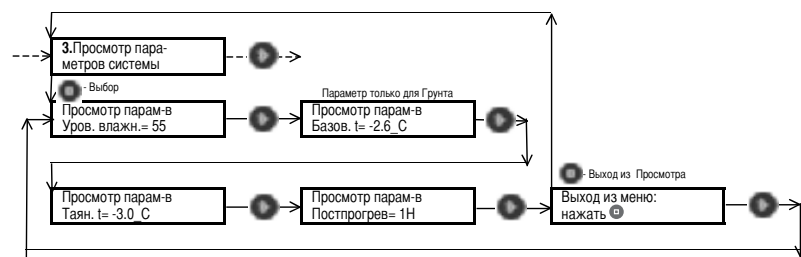 3.Просмотр пара-
метров системы
- Выбор
Просмотр парам-в
Уров. влажн.= 55
Параметр только для Грунта
Просмотр парам-в
Базов. t= -2.6_C
Просмотр парам-в
Таян. t= -3.0_C
Просмотр парам-в
Постпрогрев= 1Н
- Выход из Просмотра
Выход из меню:
нажать